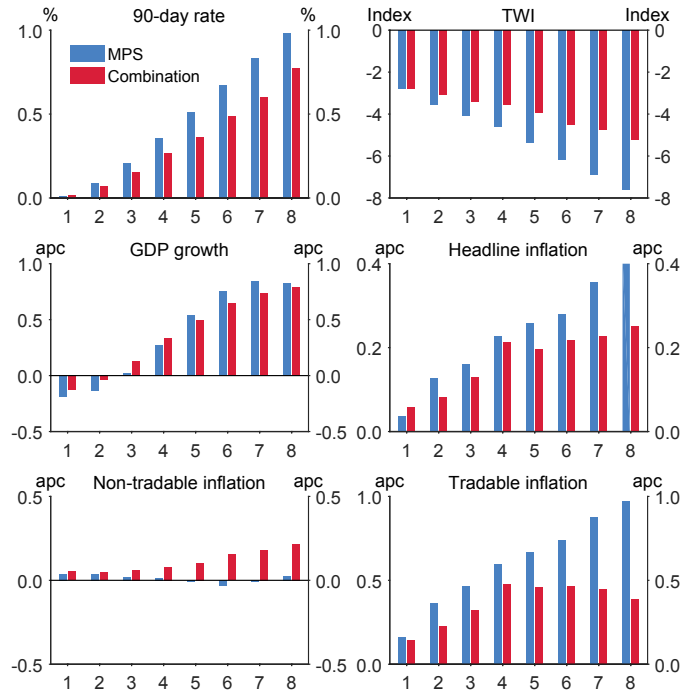 % 90-day rate %
MPS
Combination
1.0 1.0
0.5 0.5
0.0 0.0
1 2 3 4 5 6 7 8
Index TWI Index
0 0
-2 -2
-4 -4
-6 -6
-8 -8
1 2 3 4 5 6 7 8
apc GDP growth apc
1.0 1.0
0.5 0.5
0.0 0.0
-0.5 -0.5
1 2 3 4 5 6 7 8
apc Headline inflation apc
0.4 0.4
0.2 0.2
0.0 0.0
1 2 3 4 5 6 7 8
apc Non-tradable inflation apc
0.5 0.5
0.0 0.0
-0.5 -0.5
1 2 3 4 5 6 7 8
apc Tradable inflation apc
1.0 1.0
0.5 0.5
0.0 0.0
1 2 3 4 5 6 7 8